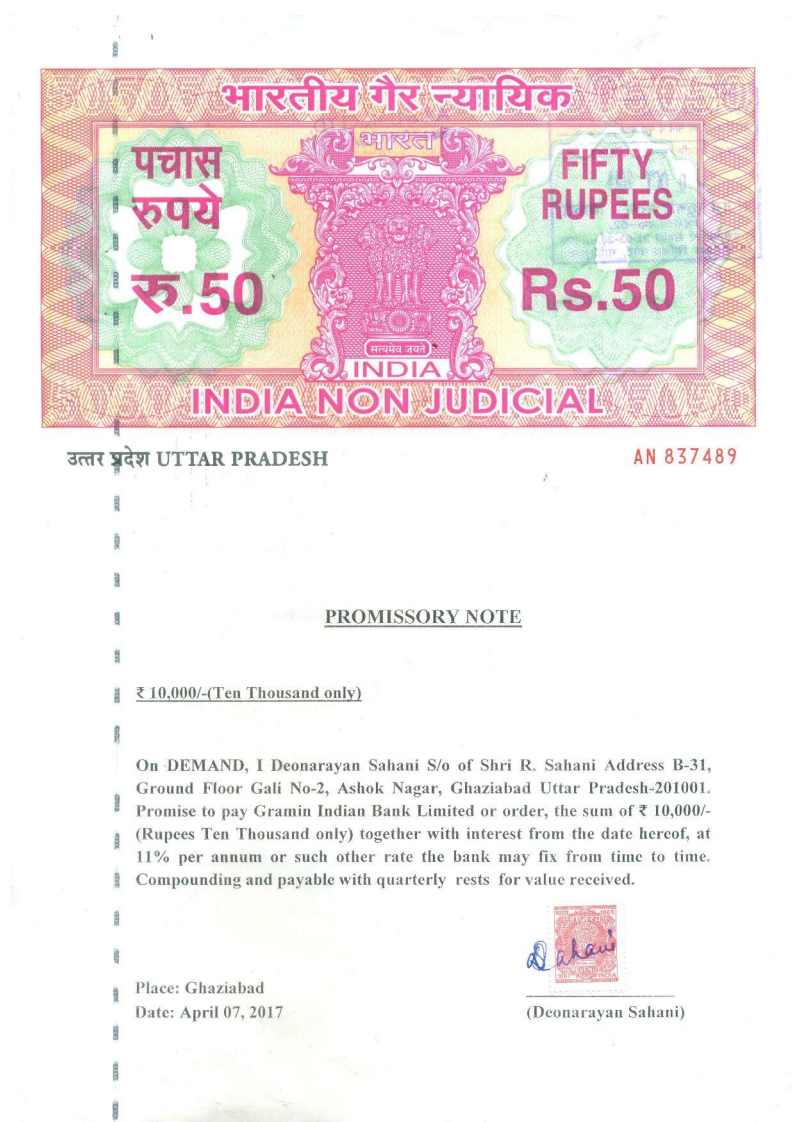 भारतीय गैर न्यायिक
भारत
पचास
रुपये
रु.50
FIFTY
RUPEES
Rs.50
सत्यमेव जयते
INDIA
INDIA NON JUDICIAL
उत्तर प्रदेश UTTAR PRADESH
AN 837489
PROMISSORY NOTE
₹ 10,000/-(Ten Thousand only)
On DEMAND, I Deonarayan Sahani S/o of Shri R. Sahani Address B-31,
Ground Floor Gali No-2, Ashok Nagar, Ghaziabad Uttar Pradesh-201001.
Promise to pay Gramin Indian Bank Limited or order, the sum of ₹ 10,000/-
(Rupees Ten Thousand only) together with interest from the date hereof, at
11% per annum or such other rate the bank may fix from time to time.
Compounding and payable with quarterly rests for value received.
Dahani
INDIA
Place: Ghaziabad
Date: April 07, 2017
(Deonarayan Sahani)